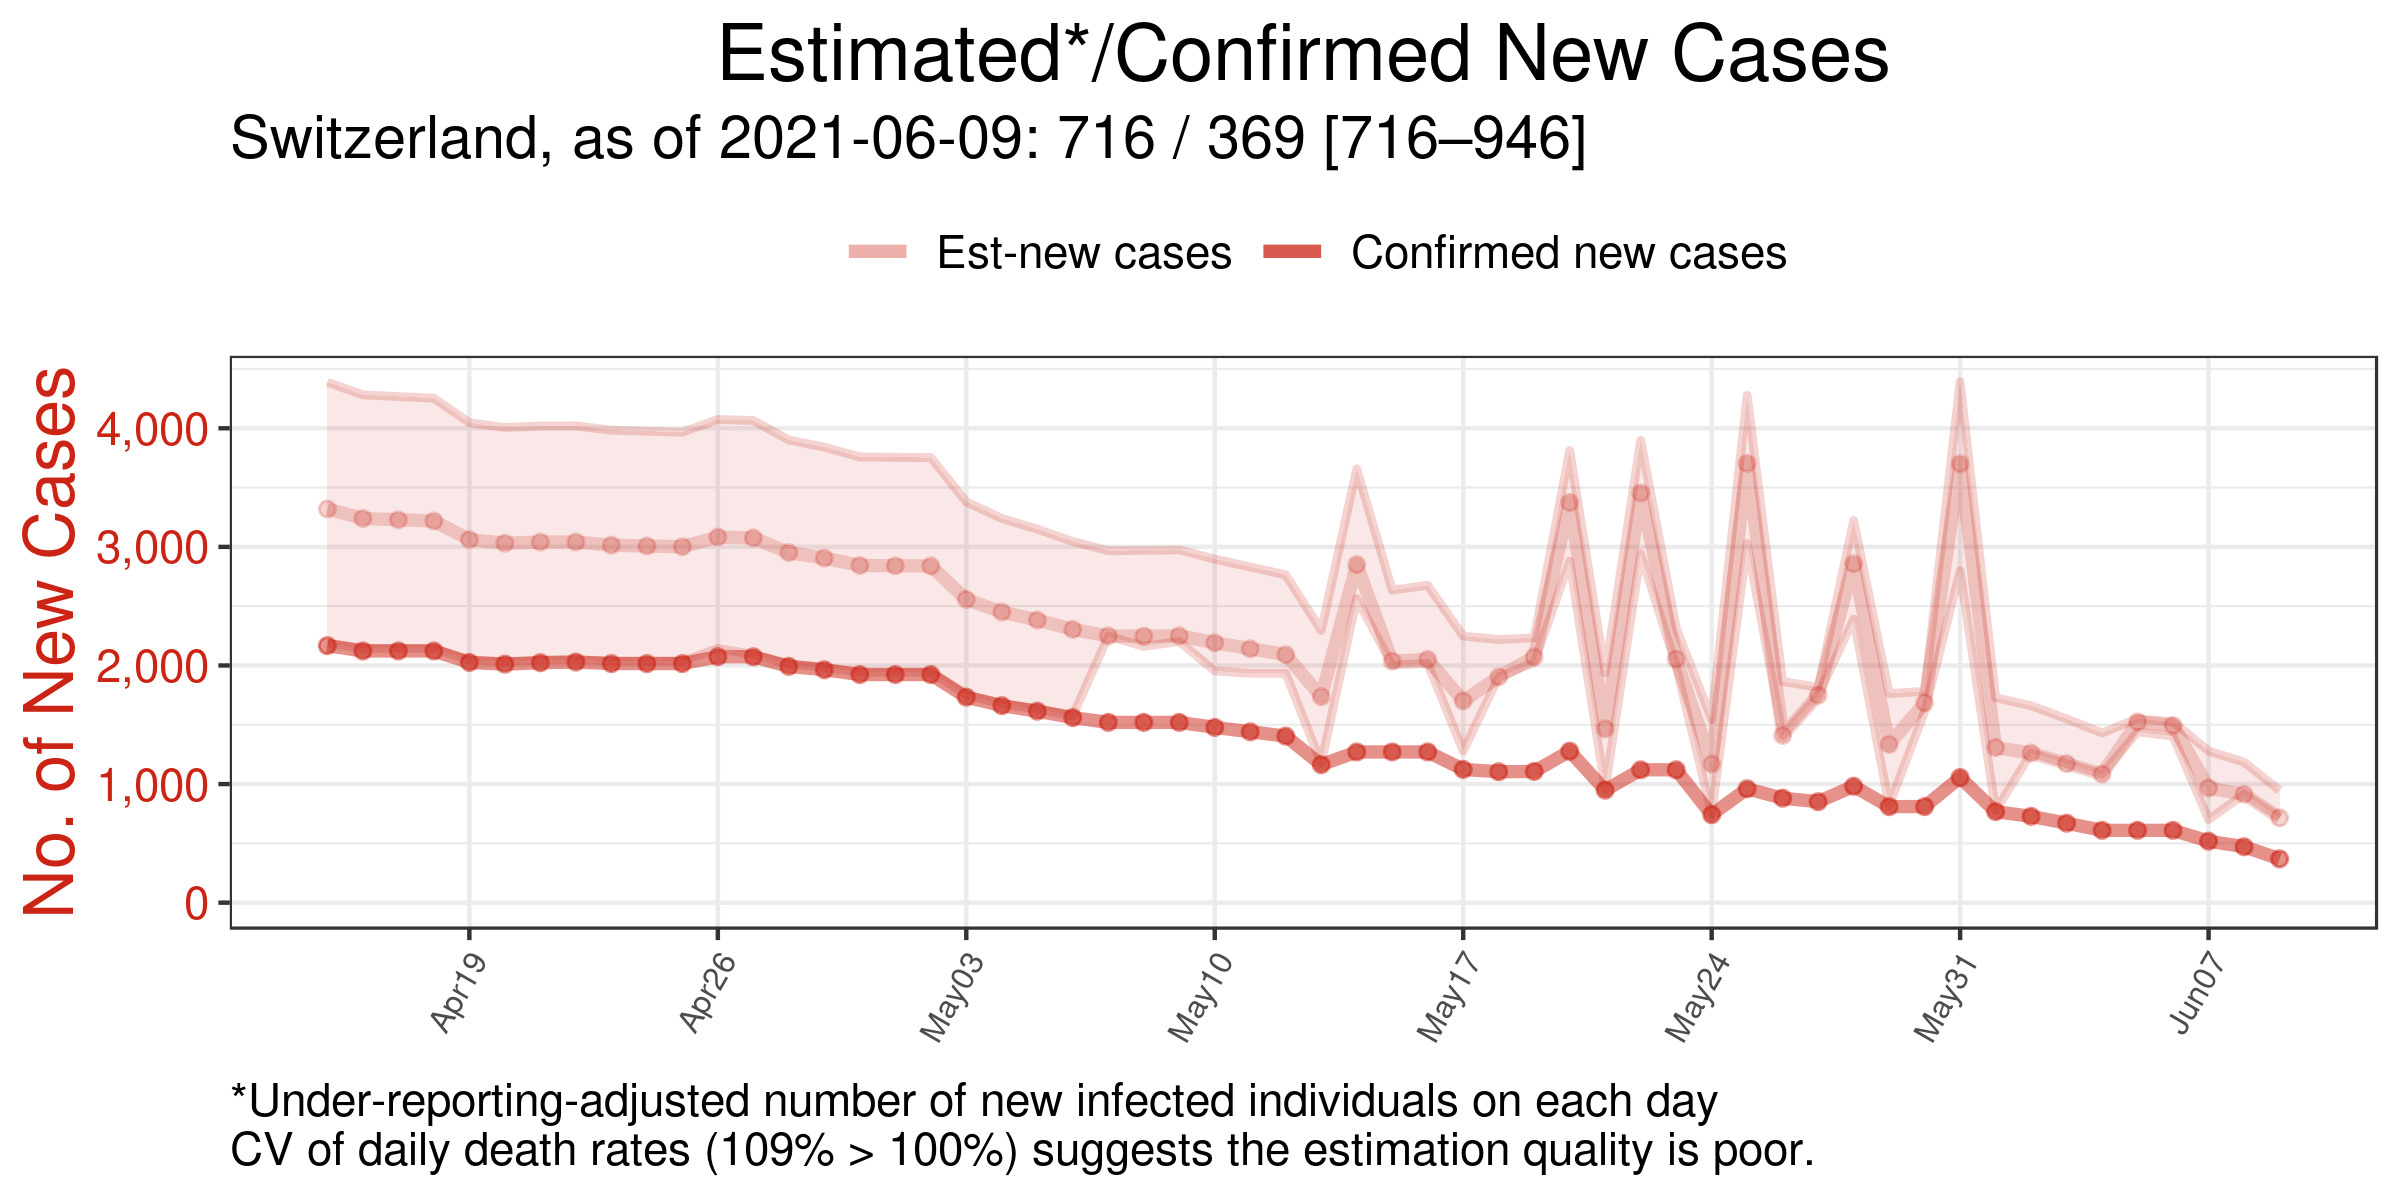 Estimated*/Confirmed New Cases
Switzerland, as of 2021-06-09: 716 / 369 [716–946]
Est-new cases
Confirmed new cases
No. of New Cases
4,000
3,000
2,000
1,000
0
Apr19
Apr26
May03
May10
May17
May24
May31
Jun07
*Under-reporting-adjusted number of new infected individuals on each day
CV of daily death rates (109% > 100%) suggests the estimation quality is poor.